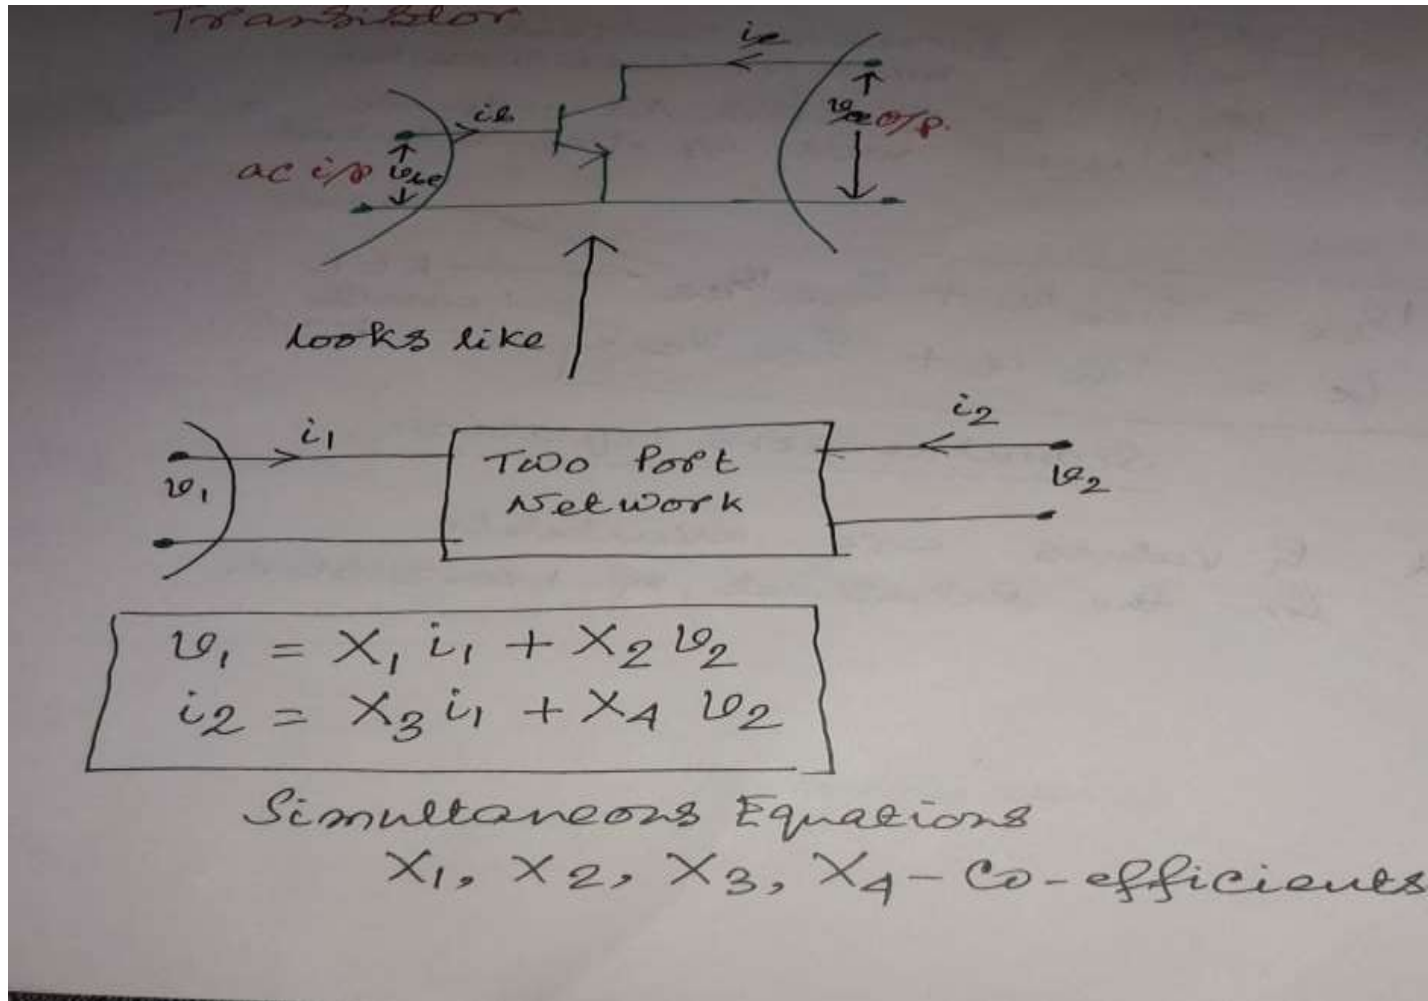 Transistor
ic
ib
ac i/p vbe
o/p.
looks like
i1
i2
v1
Two Port
Network
v2
v1 = X1 i1 + X2 v2
i2 = X3 i1 + X4 v2
Simultaneous Equations
X1, X2, X3, X4 - Co-efficients